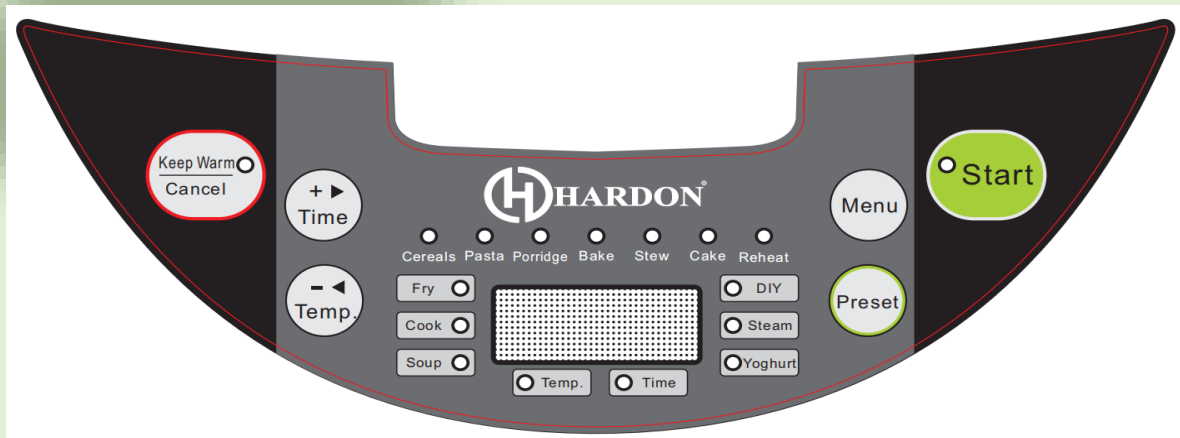 Keep Warm
Cancel
+ ▶
Time
- ◀
Temp.
HARDON®
Cereals Pasta Porridge Bake Stew Cake Reheat
Fry
Cook
Soup
Temp.
Time
DIY
Steam
Yoghurt
Menu
Preset
Start